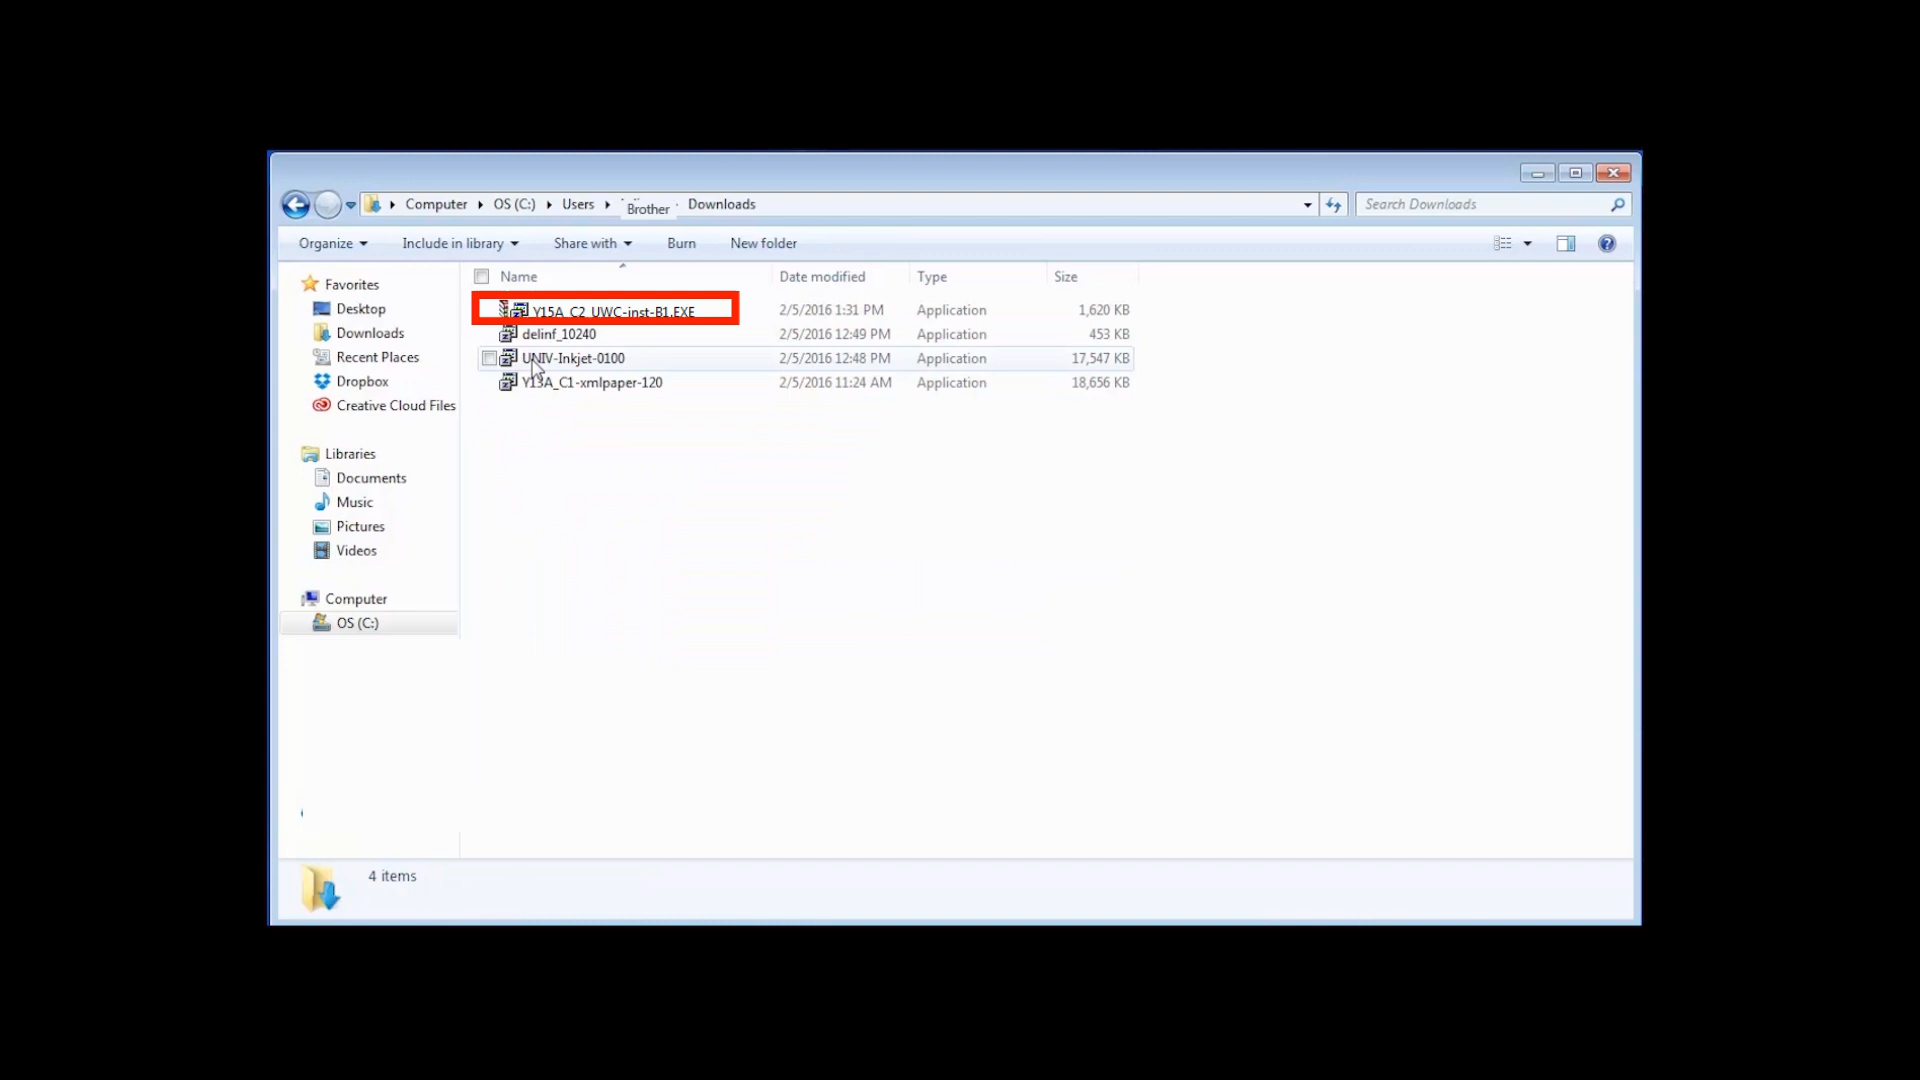 Computer OS (C:) Users Brother Downloads
Search Downloads
Organize Include in library Share with Burn New folder
Name Date modified Type Size
Y15A_C2_UWC-inst-B1.EXE 2/5/2016 1:31 PM Application 1,620 KB
delinf_10240 2/5/2016 12:49 PM Application 453 KB
UNIV-Inkjet-0100 2/5/2016 12:48 PM Application 17,547 KB
Y13A_C1-xmlpaper-120 2/5/2016 11:24 AM Application 18,656 KB
Favorites
Desktop
Downloads
Recent Places
Dropbox
Creative Cloud Files
Libraries
Documents
Music
Pictures
Videos
Computer
OS (C:)
4 items